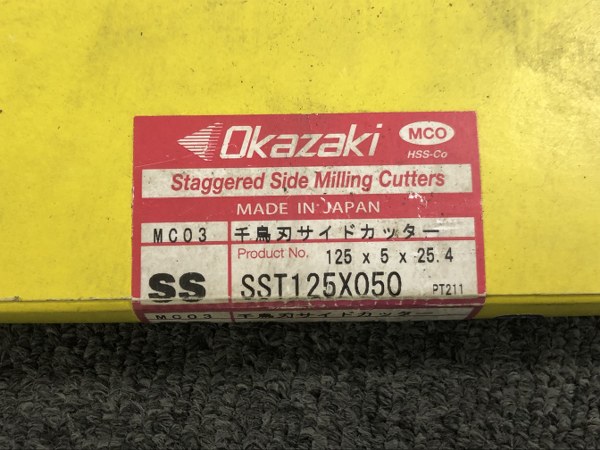 Okazaki
MCO
HSS-Co
Staggered Side Milling Cutters
MADE IN JAPAN
MC03 千鳥刃サイドカッター
Product No. 125 x 5 x 25.4
SS SST125X050 PT211
MC03 千鳥刃サイドカッター